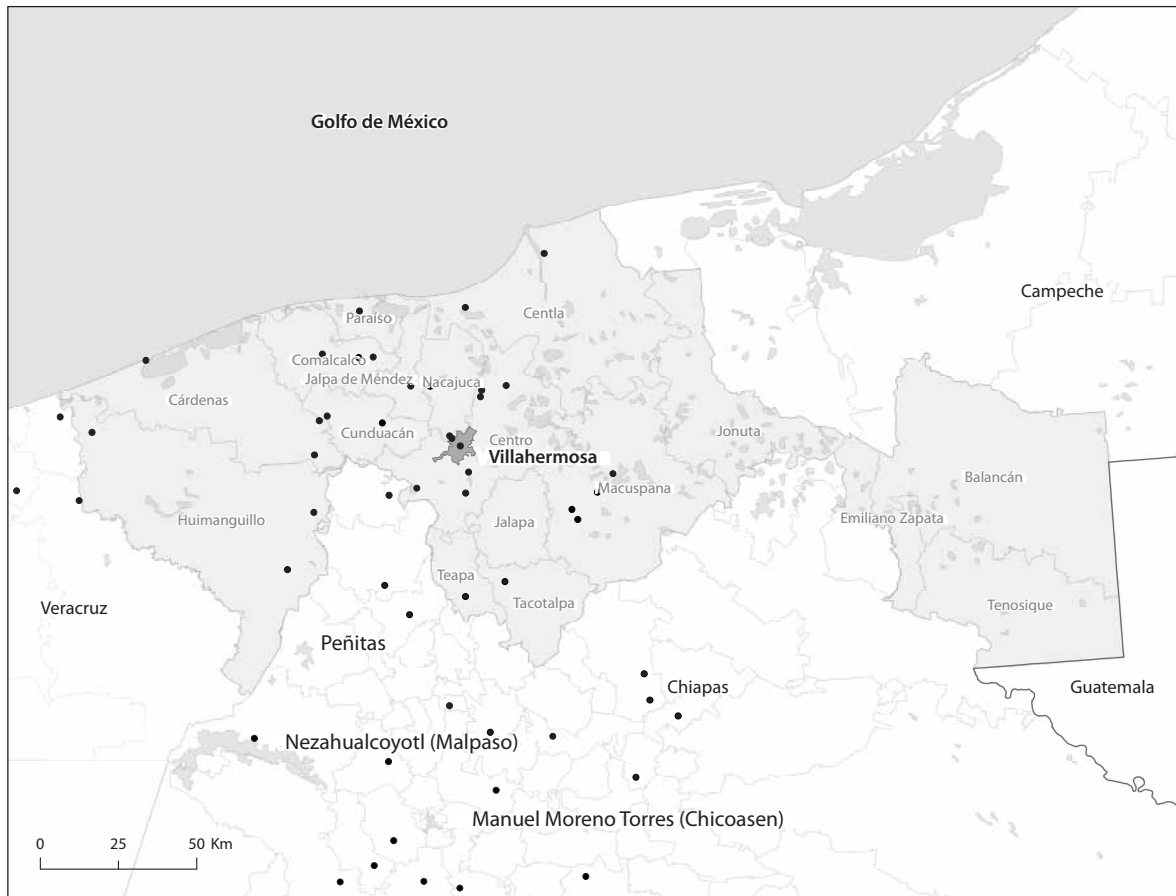 Golfo de México
Campeche
Centla
Paraíso
Comalcalco
Jalpa de Méndez
Nacajuca
Cárdenas
Cunduacán
Centro
Villahermosa
Jonuta
Macuspana
Balancán
Huimanguillo
Jalapa
Emiliano Zapata
Teapa
Tacotalpa
Tenosique
Veracruz
Peñitas
Chiapas
Guatemala
Nezahualcoyotl (Malpaso)
Manuel Moreno Torres (Chicoasen)
0 25 50 Km